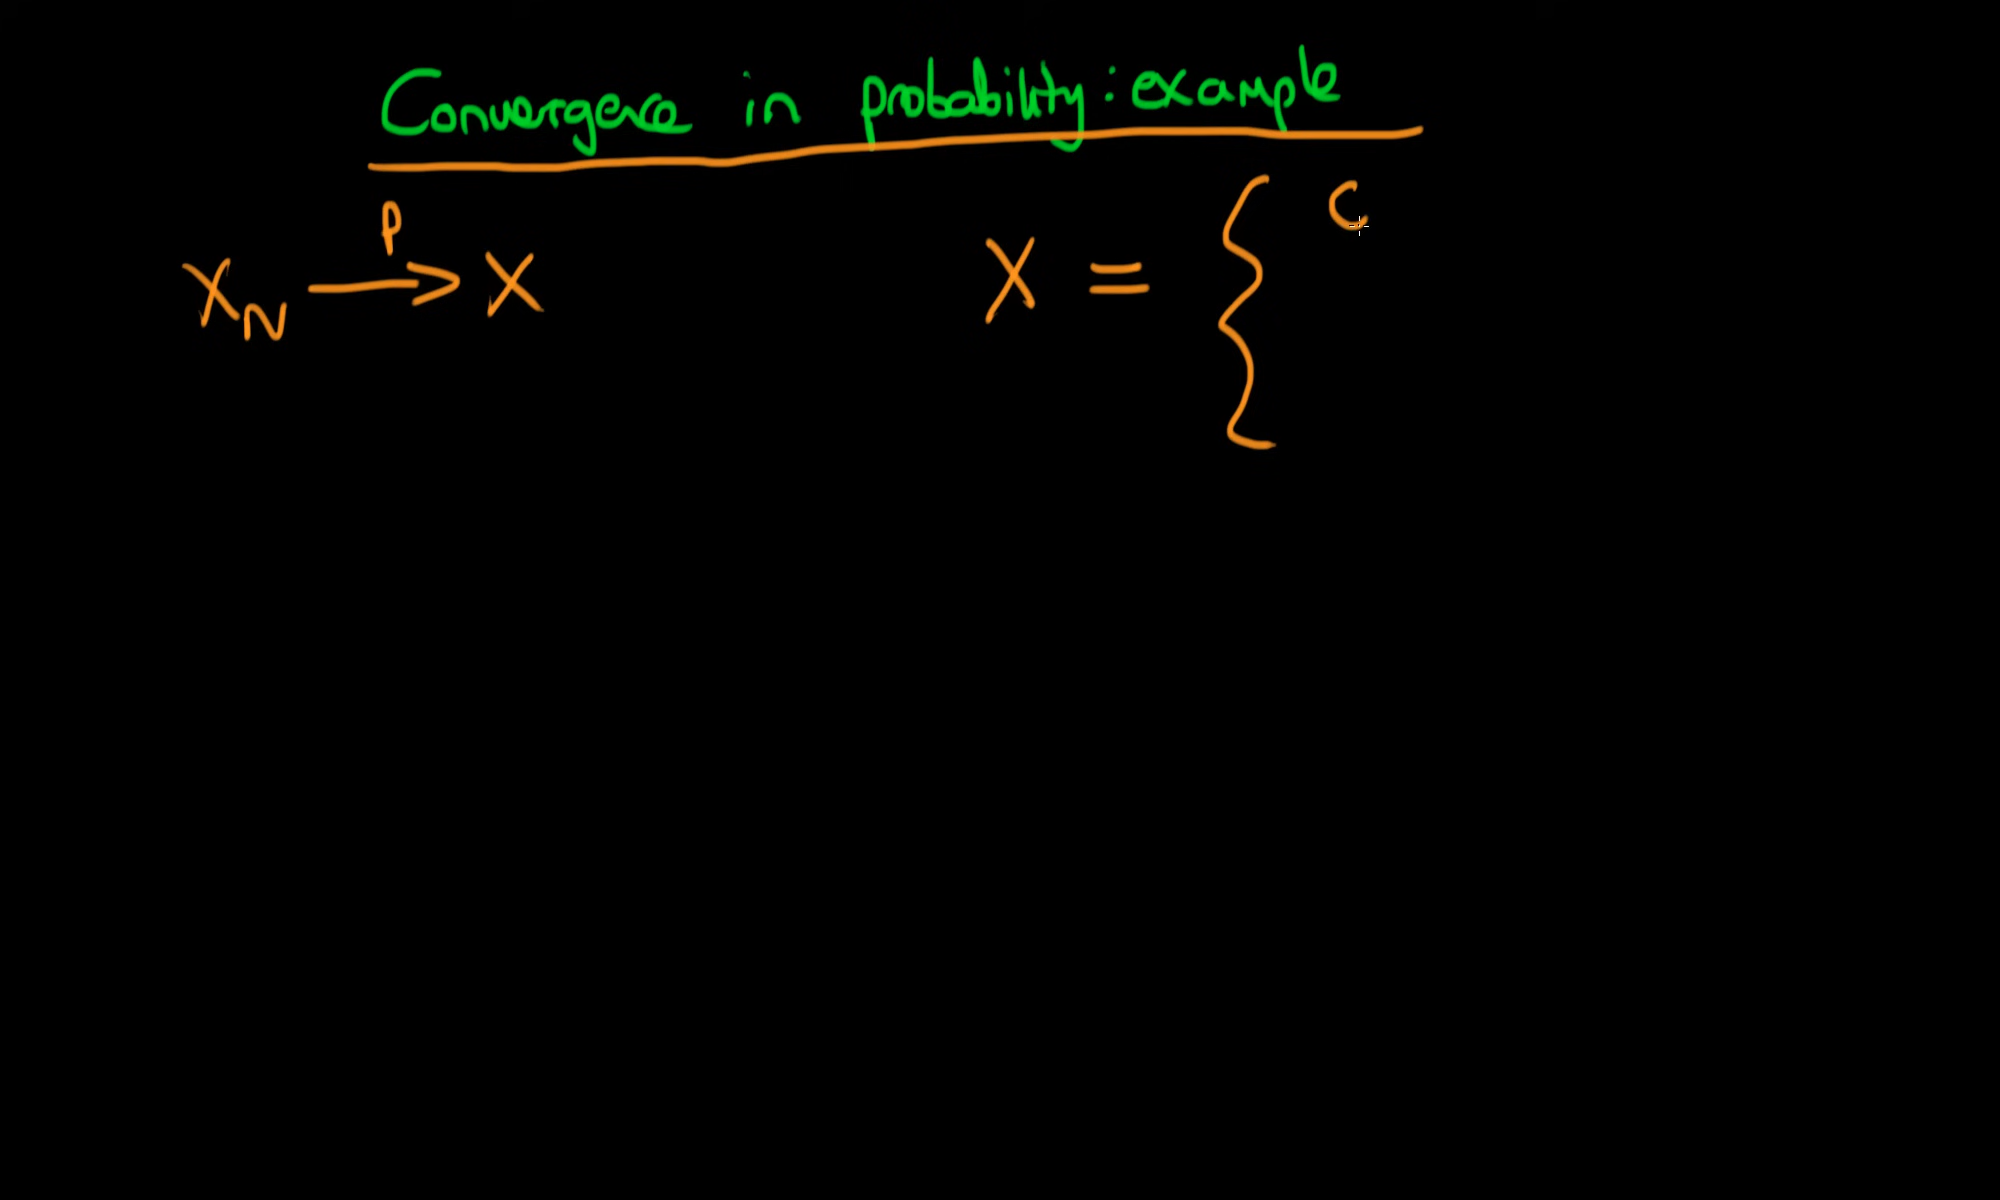 Convergence in probability: example
X_N →^P X
X = { C